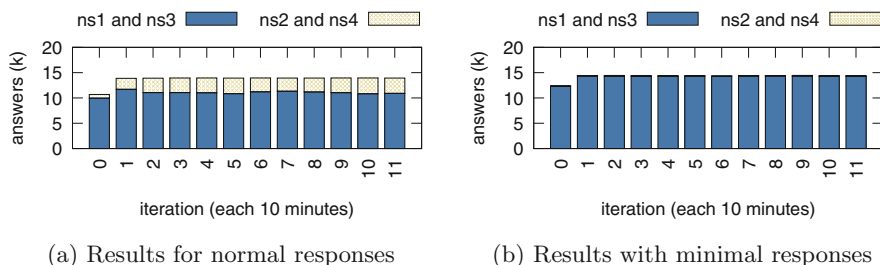 ns1 and ns3 ns2 and ns4
answers (k)
20
15
10
5
0
0 1 2 3 4 5 6 7 8 9 10 11
iteration (each 10 minutes)
(a) Results for normal responses
ns1 and ns3 ns2 and ns4
answers (k)
20
15
10
5
0
0 1 2 3 4 5 6 7 8 9 10 11
iteration (each 10 minutes)
(b) Results with minimal responses